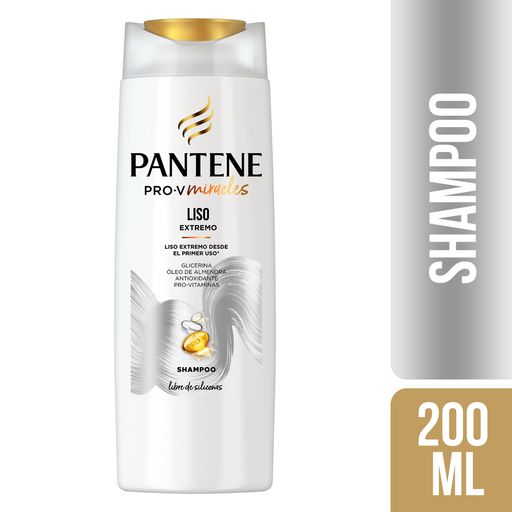 PANTENE
PRO-V miracles
LISO
EXTREMO
LISO EXTREMO DESDE
EL PRIMER USO*
GLICERINA
ÓLEO DE ALMENDRA
ANTIOXIDANTE
PRO-VITAMINAS
SHAMPOO
libre de siliconas
SHAMPOO
200
ML